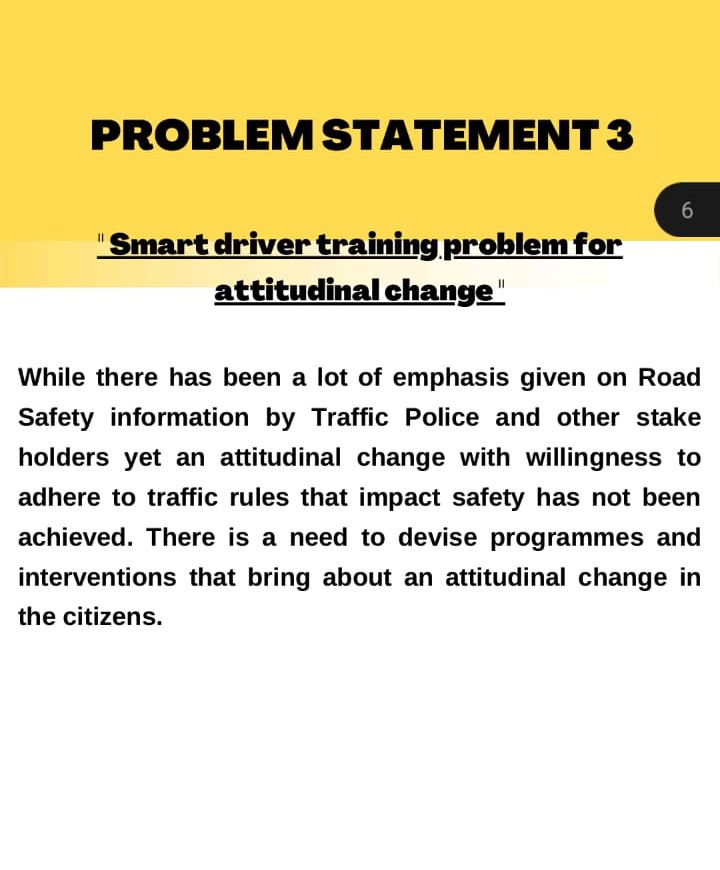 PROBLEM STATEMENT 3
6
" Smart driver training problem for
attitudinal change "
While there has been a lot of emphasis given on Road
Safety information by Traffic Police and other stake
holders yet an attitudinal change with willingness to
adhere to traffic rules that impact safety has not been
achieved. There is a need to devise programmes and
interventions that bring about an attitudinal change in
the citizens.